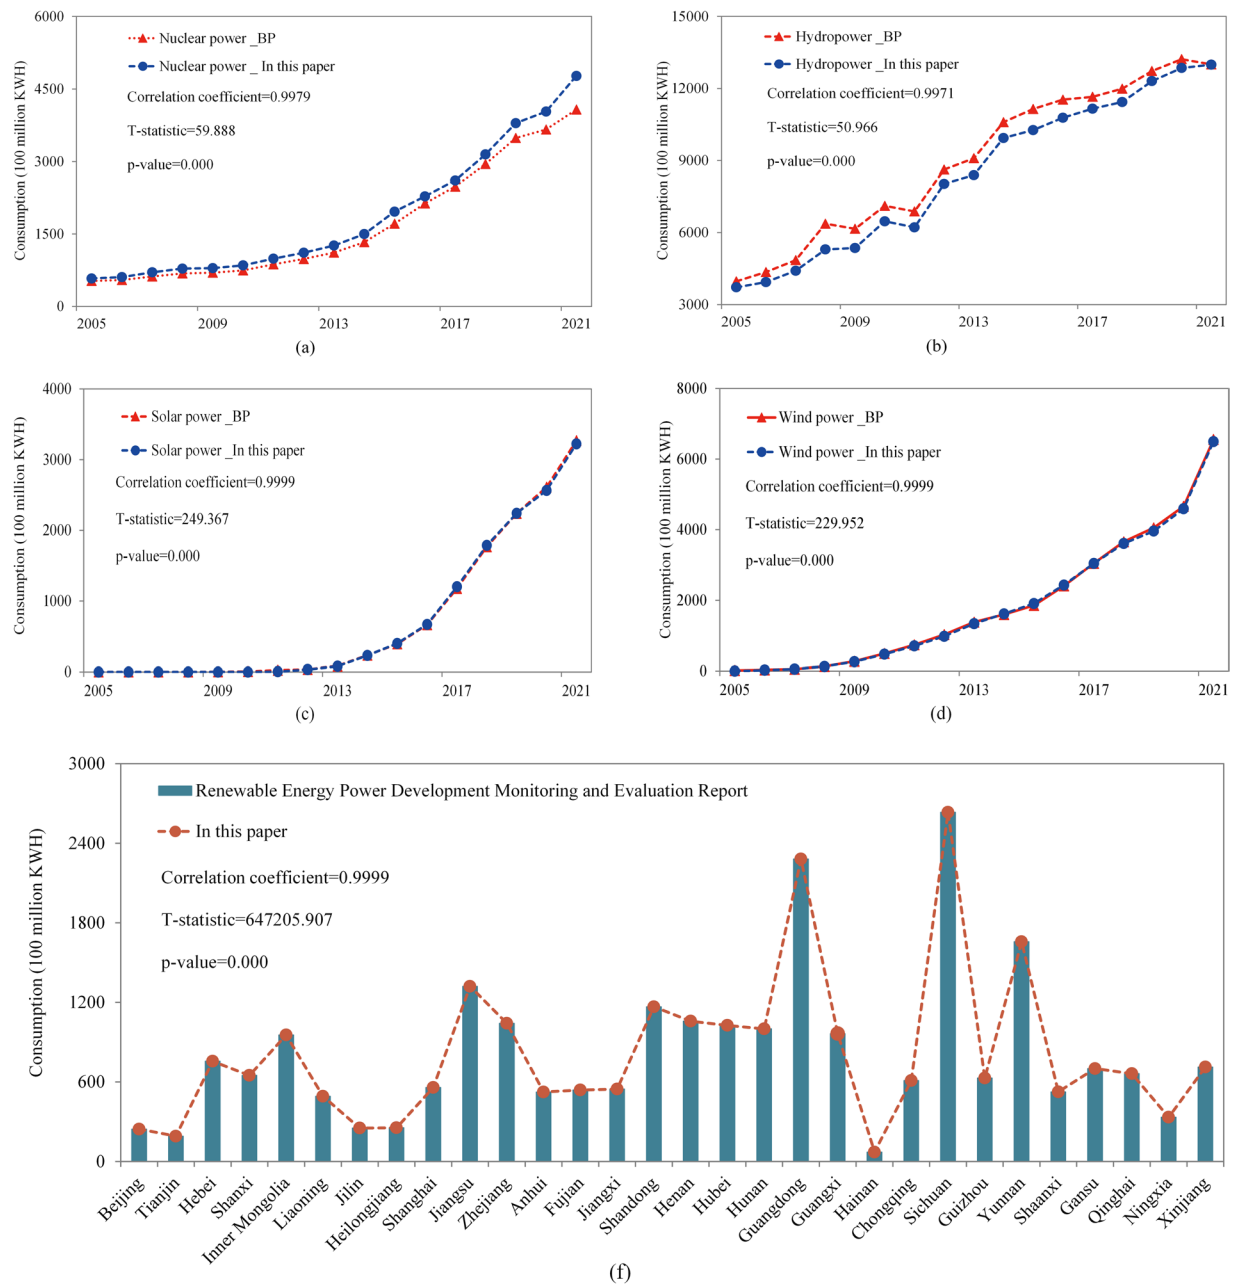 Consumption (100 million KWH)
6000
4500
3000
1500
0
Nuclear power _BP
Nuclear power _ In this paper
Correlation coefficient=0.9979
T-statistic=59.888
p-value=0.000
2005 2009 2013 2017 2021
(a)
Consumption (100 million KWH)
15000
12000
9000
6000
3000
Hydropower _BP
Hydropower _In this paper
Correlation coefficient=0.9971
T-statistic=50.966
p-value=0.000
2005 2009 2013 2017 2021
(b)
Consumption (100 million KWH)
4000
3000
2000
1000
0
Solar power _BP
Solar power _In this paper
Correlation coefficient=0.9999
T-statistic=249.367
p-value=0.000
2005 2009 2013 2017 2021
(c)
Consumption (100 million KWH)
8000
6000
4000
2000
0
Wind power _BP
Wind power _In this paper
Correlation coefficient=0.9999
T-statistic=229.952
p-value=0.000
2005 2009 2013 2017 2021
(d)
Consumption (100 million KWH)
3000
2400
1800
1200
600
0
Renewable Energy Power Development Monitoring and Evaluation Report
In this paper
Correlation coefficient=0.9999
T-statistic=647205.907
p-value=0.000
Beijing
Tianjin
Hebei
Shanxi
Inner Mongolia
Liaoning
Jilin
Heilongjiang
Shanghai
Jiangsu
Zhejiang
Anhui
Fujian
Jiangxi
Shandong
Henan
Hubei
Hunan
Guangdong
Guangxi
Hainan
Chongqing
Sichuan
Guizhou
Yunnan
Shaanxi
Gansu
Qinghai
Ningxia
Xinjiang
(f)